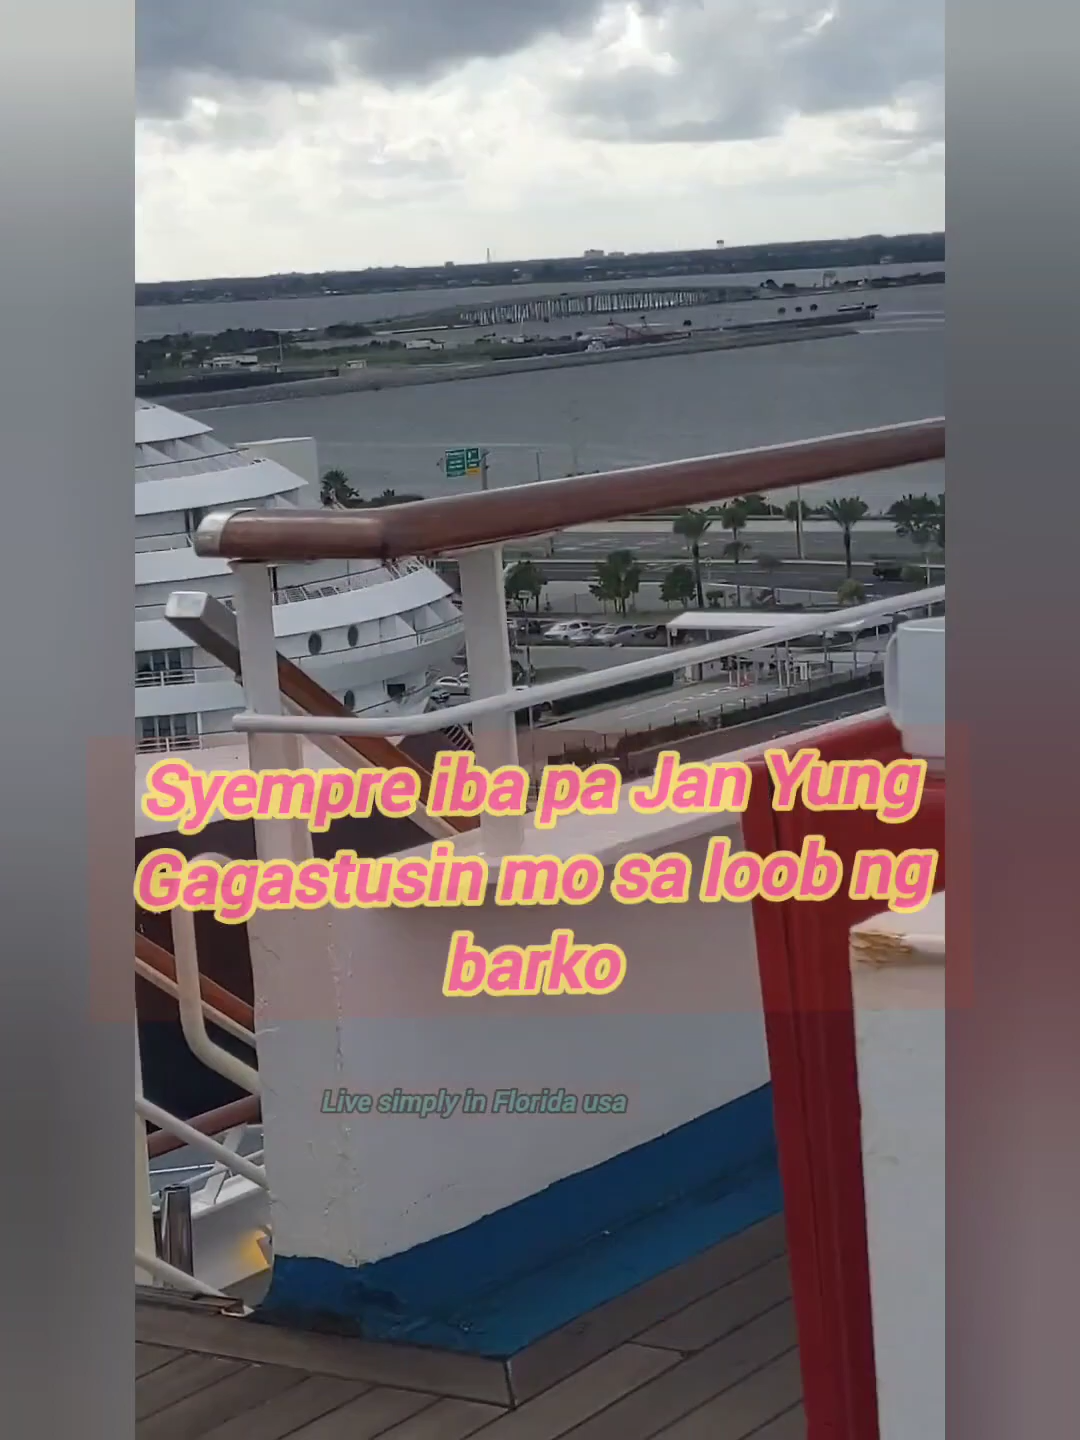 Syempre iba pa Jan Yung
Gagastusin mo sa loob ng
barko
Live simply in Florida usa